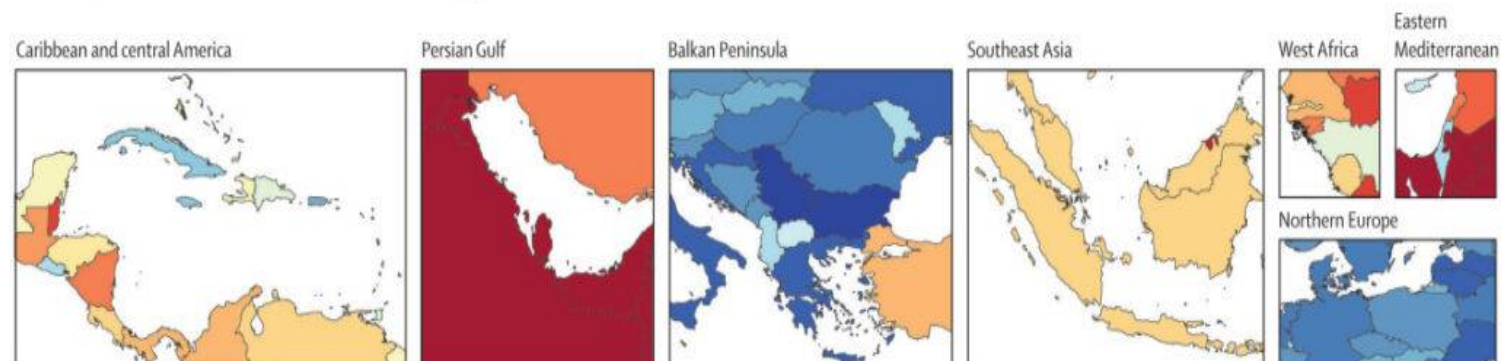 Caribbean and central America
Persian Gulf
Balkan Peninsula
Southeast Asia
West Africa
Eastern
Mediterranean
Northern Europe